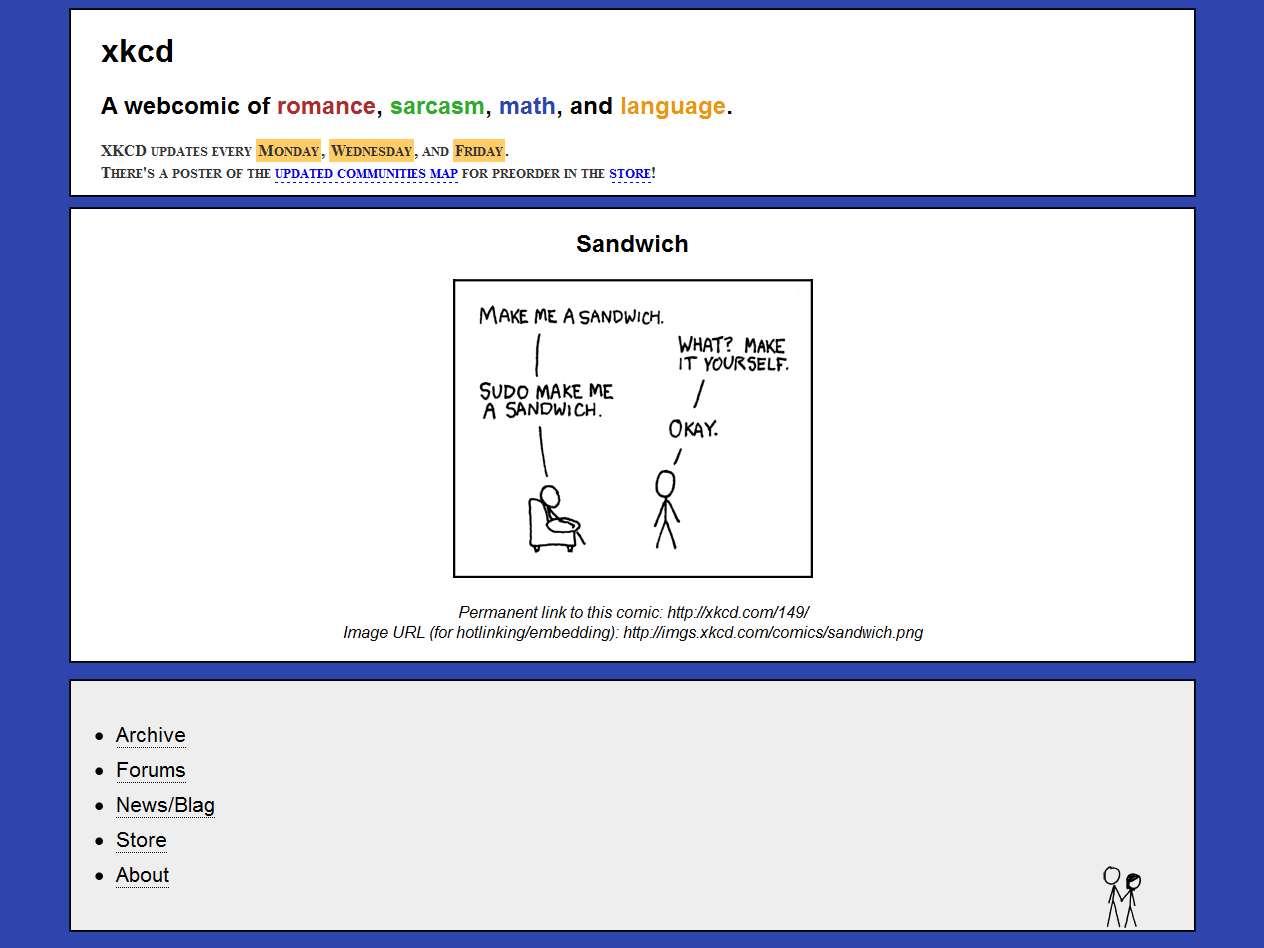 xkcd
A webcomic of romance, sarcasm, math, and language.
XKCD updates every Monday, Wednesday, and Friday.
There's a poster of the updated communities map for preorder in the store!
Sandwich
MAKE ME A SANDWICH.
WHAT? MAKE
IT YOURSELF.
SUDO MAKE ME
A SANDWICH.
OKAY.
Permanent link to this comic: http://xkcd.com/149/
Image URL (for hotlinking/embedding): http://imgs.xkcd.com/comics/sandwich.png
Archive
Forums
News/Blag
Store
About